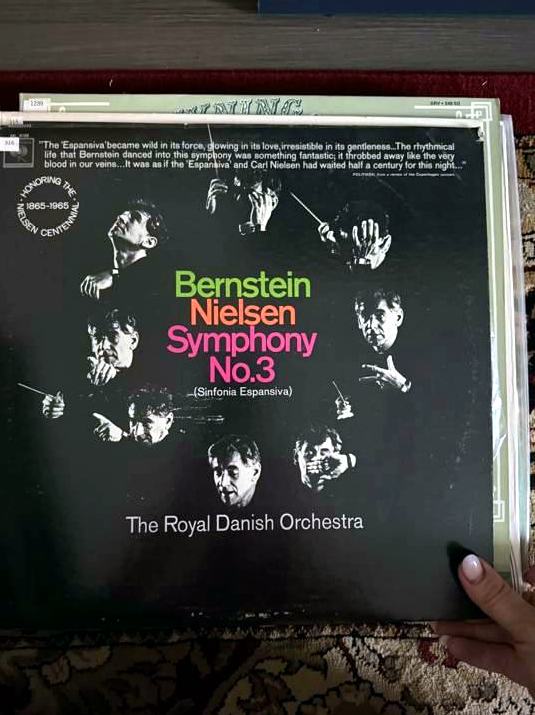 1289
316
"The 'Espansiva' became wild in its force, glowing in its love, irresistible in its gentleness...The rhythmical
life that Bernstein danced into this symphony was something fantastic; it throbbed away like the very
blood in our veins...It was as if the 'Espansiva' and Carl Nielsen had waited half a century for this night..."
HONORING THE
1865-1965
NIELSEN CENTENNIAL
Bernstein
Nielsen
Symphony
No.3
(Sinfonia Espansiva)
The Royal Danish Orchestra